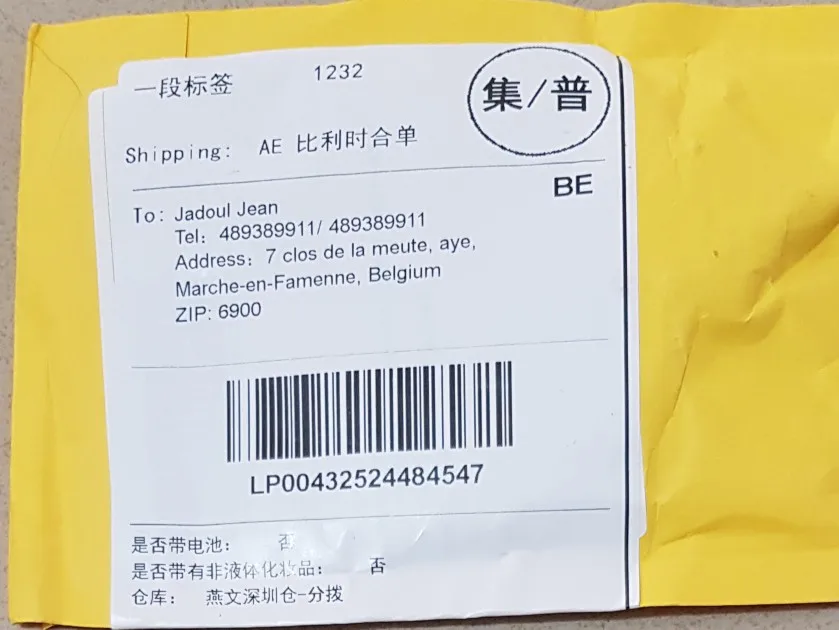 一段标签 1232 集/普
Shipping: AE 比利时合单
BE
To: Jadoul Jean
Tel: 489389911/ 489389911
Address: 7 clos de la meute, aye,
Marche-en-Famenne, Belgium
ZIP: 6900
LP00432524484547
是否带电池: 否
是否带有非液体化妆品: 否
仓库: 燕文深圳仓-分拨